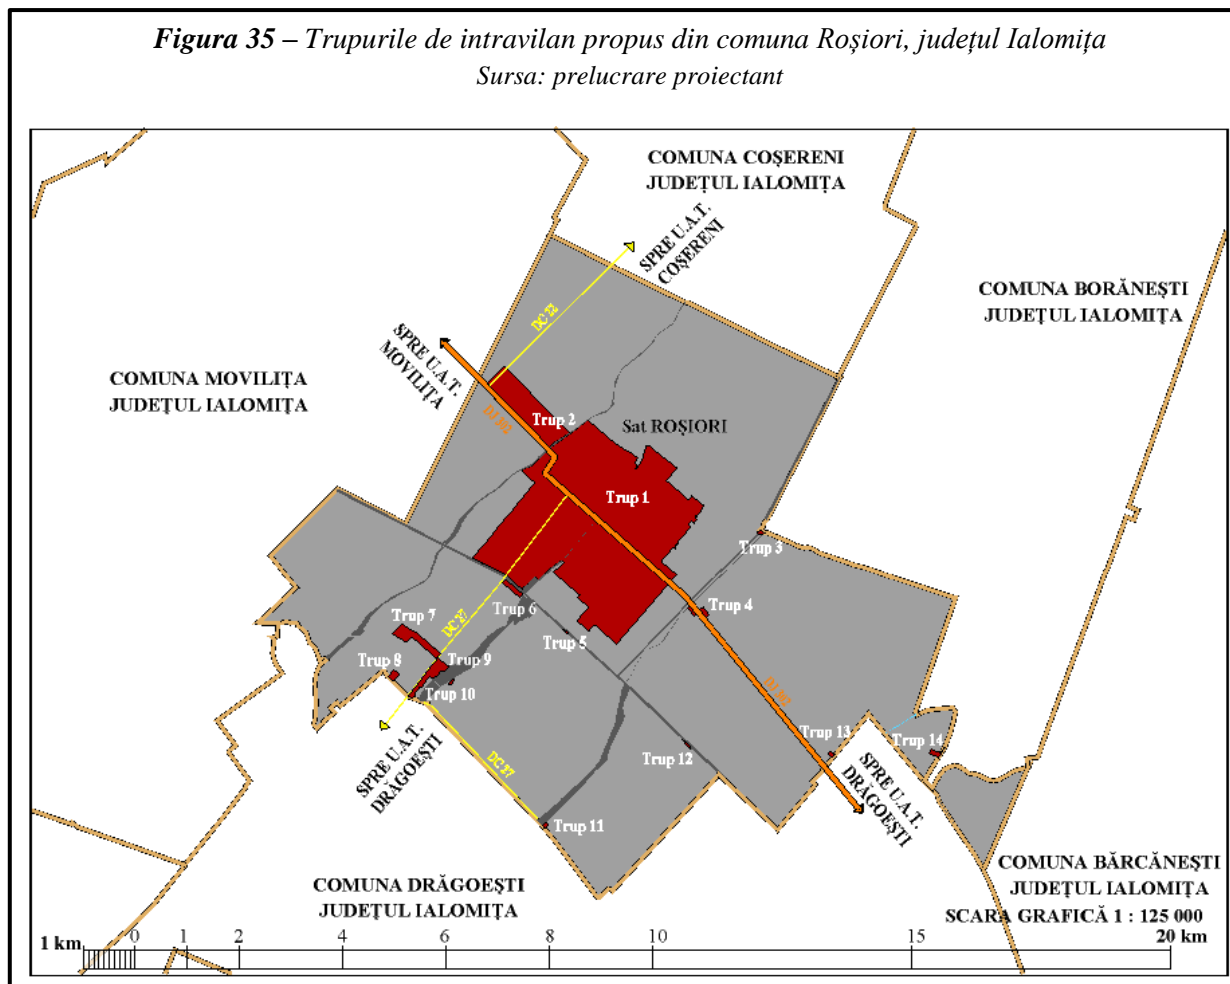 Figura 35 – Trupurile de intravilan propus din comuna Roșiori, județul Ialomița
Sursa: prelucrare proiectant
COMUNA COȘERENI
JUDEȚUL IALOMIȚA
SPRE U.A.T.
COȘERENI
COMUNA BORĂNEȘTI
JUDEȚUL IALOMIȚA
DC 22
SPRE U.A.T.
MOVILIȚA
COMUNA MOVILIȚA
JUDEȚUL IALOMIȚA
DJ 302
Trup 2
Sat ROȘIORI
Trup 1
Trup 3
Trup 4
Trup 6
Trup 7
DC 27
Trup 5
Trup 8
Trup 9
Trup 10
DJ 302
SPRE U.A.T.
DRĂGOEȘTI
DC 27
Trup 12
Trup 13
Trup 14
SPRE U.A.T.
DRĂGOEȘTI
Trup 11
COMUNA DRĂGOEȘTI
JUDEȚUL IALOMIȚA
COMUNA BĂRCĂNEȘTI
JUDEȚUL IALOMIȚA
SCARA GRAFICĂ 1 : 125 000
1 km 0 1 2 4 6 8 10 15 20 km